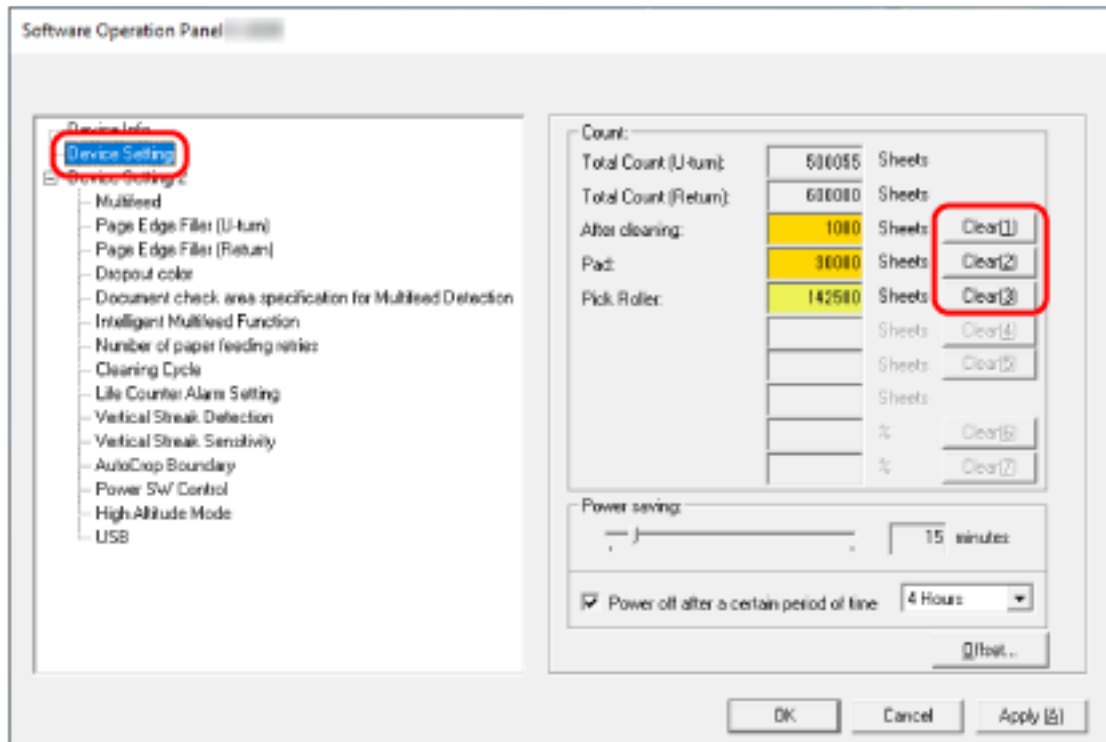 Software Operation Panel
Device Info
Device Setting
Device Setting 2
Multifeed
Page Edge Filler (U-turn)
Page Edge Filler (Return)
Dropout color
Document check area specification for Multifeed Detection
Intelligent Multifeed Function
Number of paper feeding retries
Cleaning Cycle
Life Counter Alarm Setting
Vertical Streak Detection
Vertical Streak Sensitivity
AutoCrop Boundary
Power SW Control
High Altitude Mode
USB
Count:
Total Count (U-turn): 500055 Sheets
Total Count (Return): 600000 Sheets
After cleaning: 1000 Sheets Clear(1)
Pad: 30000 Sheets Clear(2)
Pick Roller: 142500 Sheets Clear(3)
Sheets Clear(4)
Sheets Clear(5)
Sheets
% Clear(6)
% Clear(7)
Power saving:
15 minutes
Power off after a certain period of time 4 Hours
Offset...
OK Cancel Apply (A)